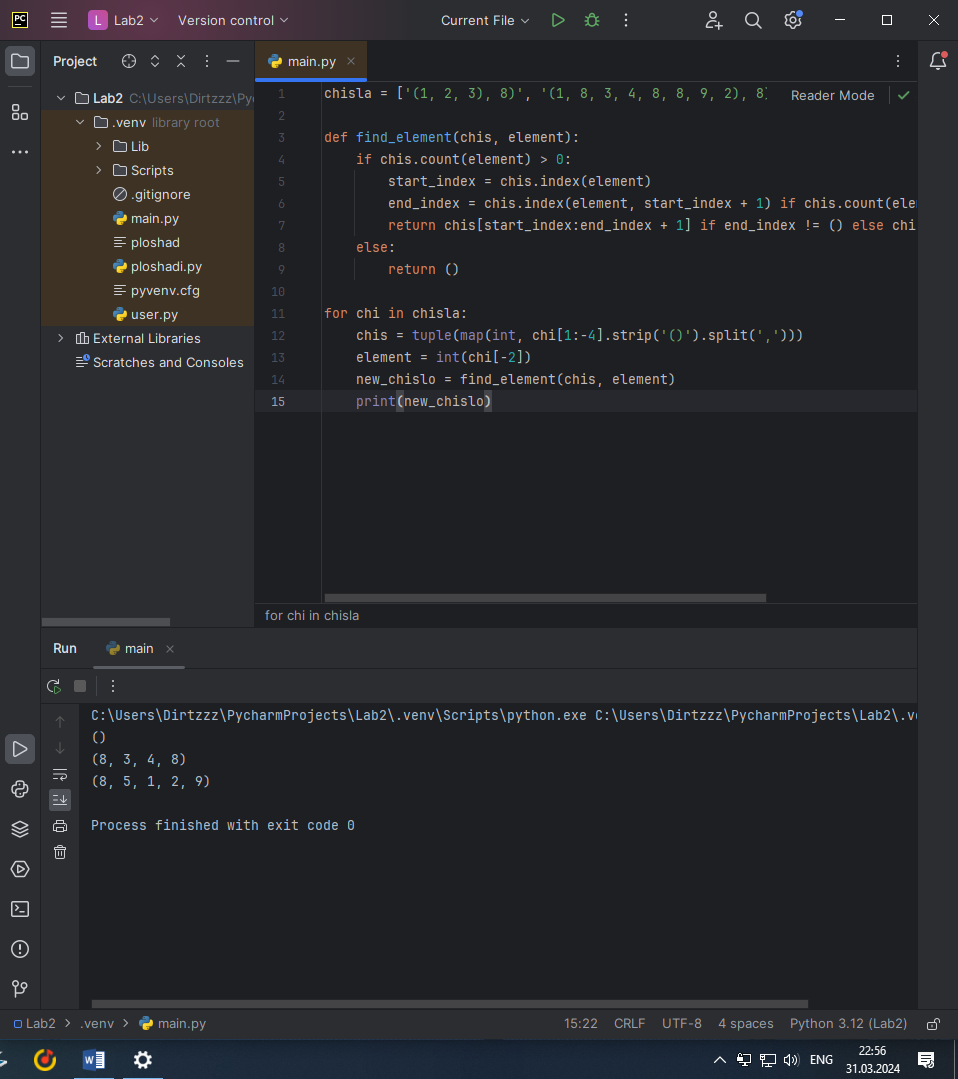 PC
L Lab2 Version control Current File
Project
main.py
Lab2 C:\Users\Dirtzzz\Pyc
.venv library root
Lib
Scripts
.gitignore
main.py
ploshad
ploshadi.py
pyvenv.cfg
user.py
External Libraries
Scratches and Consoles
Reader Mode
1 chisla = ['(1, 2, 3), 8)', '(1, 8, 3, 4, 8, 8, 9, 2), 8)
2
3 def find_element(chis, element):
4 if chis.count(element) > 0:
5 start_index = chis.index(element)
6 end_index = chis.index(element, start_index + 1) if chis.count(ele
7 return chis[start_index:end_index + 1] if end_index != () else chi
8 else:
9 return ()
10
11 for chi in chisla:
12 chis = tuple(map(int, chi[1:-4].strip('()').split(',')))
13 element = int(chi[-2])
14 new_chislo = find_element(chis, element)
15 print(new_chislo)
for chi in chisla
Run main
C:\Users\Dirtzzz\PycharmProjects\Lab2\.venv\Scripts\python.exe C:\Users\Dirtzzz\PycharmProjects\Lab2\.ve
()
(8, 3, 4, 8)
(8, 5, 1, 2, 9)
Process finished with exit code 0
Lab2 > .venv > main.py 15:22 CRLF UTF-8 4 spaces Python 3.12 (Lab2)
W ENG 22:56
31.03.2024